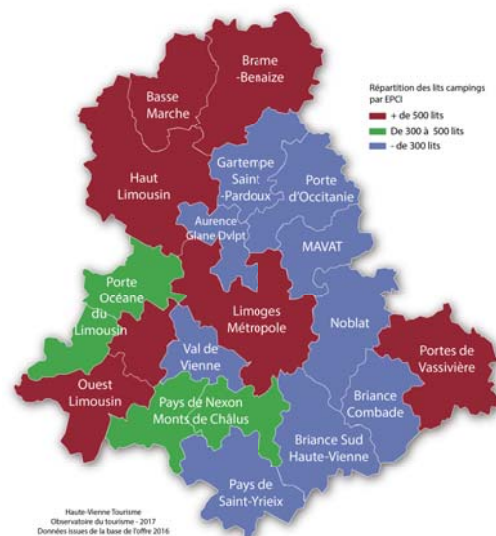 Brame
-Benaize
Basse
Marche
Répartition des lits campings
par EPCI
+ de 500 lits
De 300 à 500 lits
- de 300 lits
Haut
Limousin
Gartempe
Saint
-Pardoux
Porte
d'Occitanie
Aurence
Glane Dvlpt
MAVAT
Porte
Océane
du
Limousin
Limoges
Métropole
Noblat
Val de
Vienne
Portes de
Vassivière
Ouest
Limousin
Pays de Nexon
Monts de Châlus
Briance
Combade
Briance Sud
Haute-Vienne
Pays de
Saint-Yrieix
Haute-Vienne Tourisme
Observatoire du tourisme - 2017
Données issues de la base de l'offre 2016